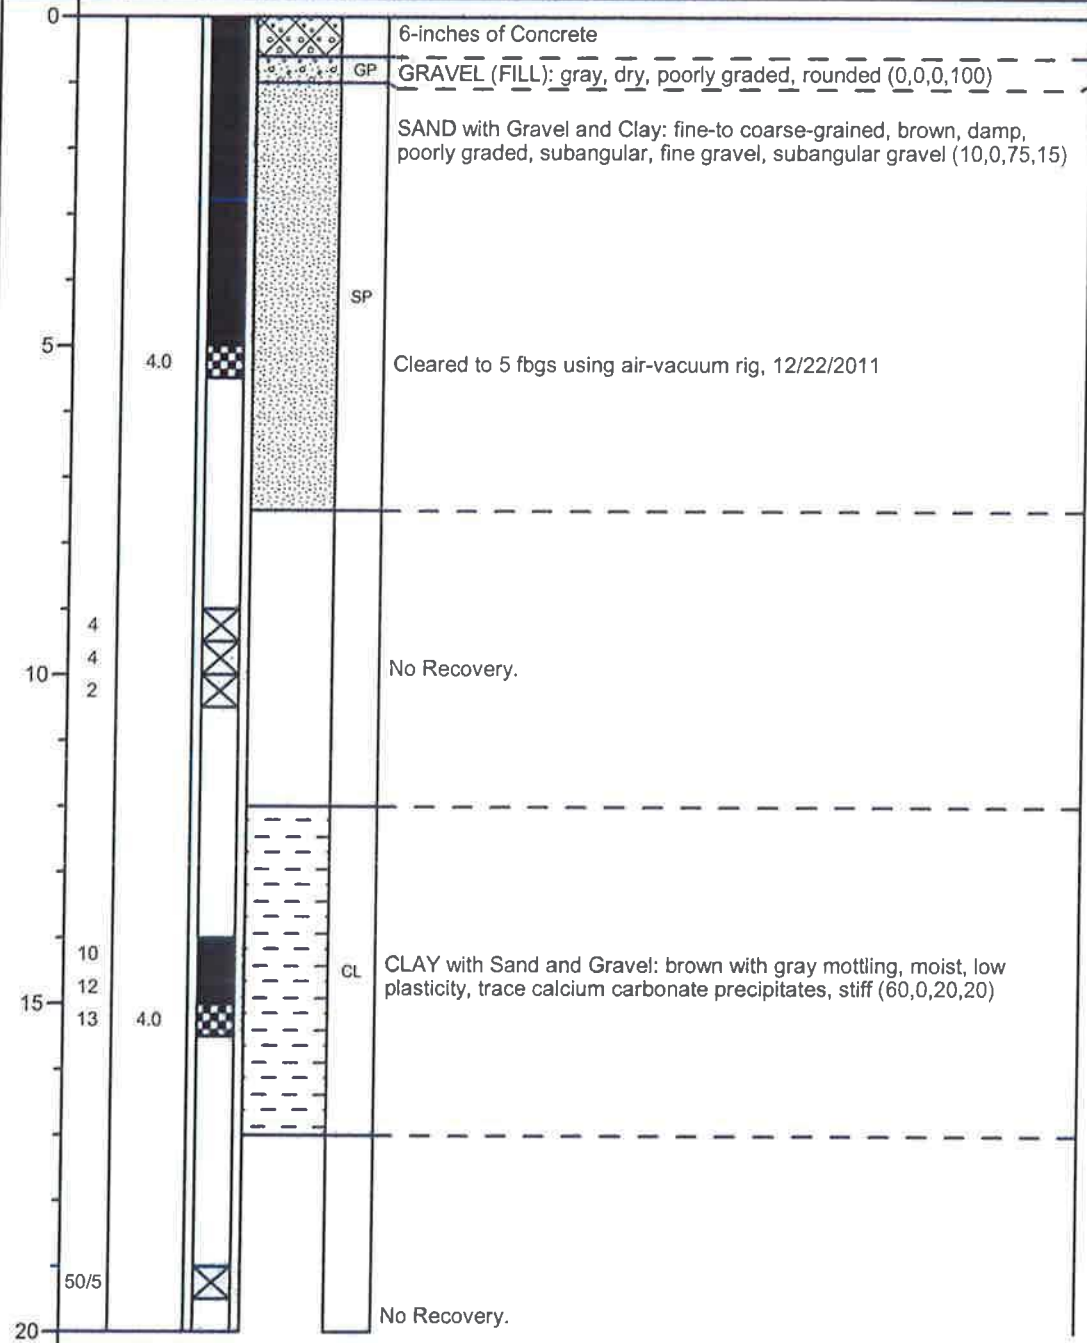 0
6-inches of Concrete
GP
GRAVEL (FILL): gray, dry, poorly graded, rounded (0,0,0,100)
SAND with Gravel and Clay: fine-to coarse-grained, brown, damp,
poorly graded, subangular, fine gravel, subangular gravel (10,0,75,15)
SP
5
4.0
Cleared to 5 fbgs using air-vacuum rig, 12/22/2011
4
4
10
2
No Recovery.
10
12
15
13
4.0
CL
CLAY with Sand and Gravel: brown with gray mottling, moist, low
plasticity, trace calcium carbonate precipitates, stiff (60,0,20,20)
50/5
No Recovery.
20